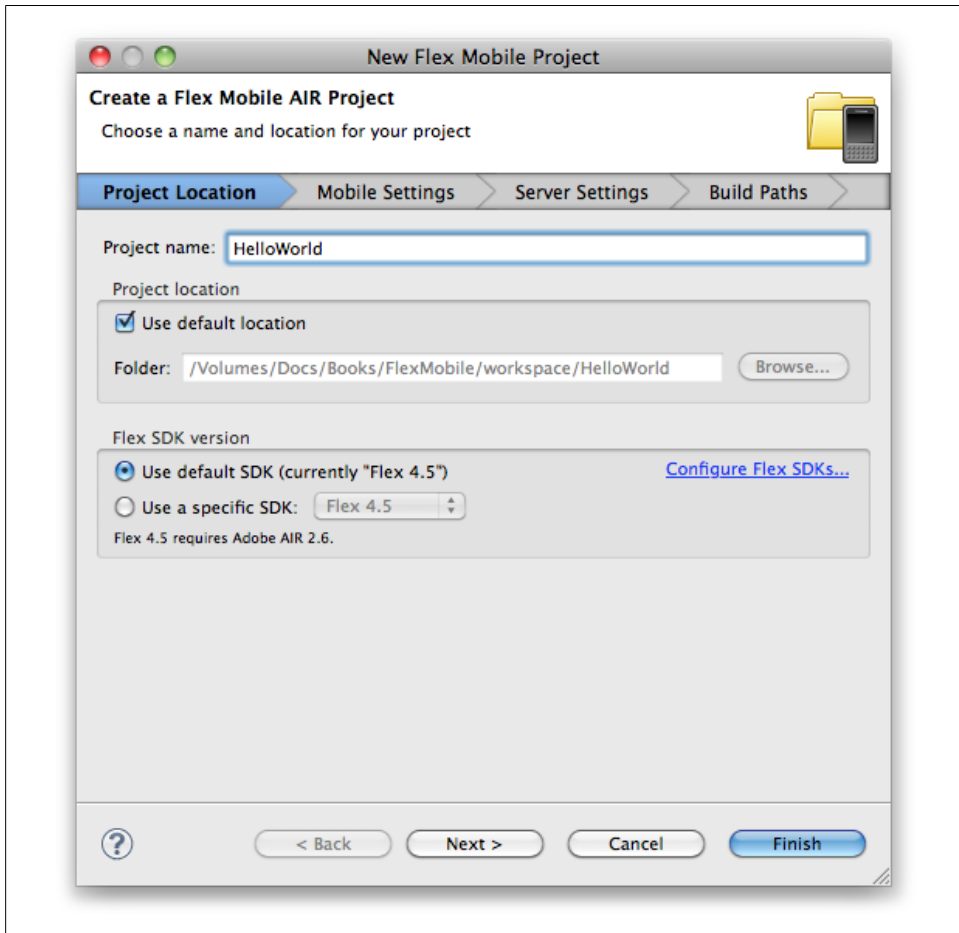 New Flex Mobile Project
Create a Flex Mobile AIR Project
Choose a name and location for your project
Project Location Mobile Settings Server Settings Build Paths
Project name: HelloWorld
Project location
Use default location
Folder: /Volumes/Docs/Books/FlexMobile/workspace/HelloWorld Browse...
Flex SDK version
Use default SDK (currently "Flex 4.5") Configure Flex SDKs...
Use a specific SDK: Flex 4.5
Flex 4.5 requires Adobe AIR 2.6.
? < Back Next > Cancel Finish